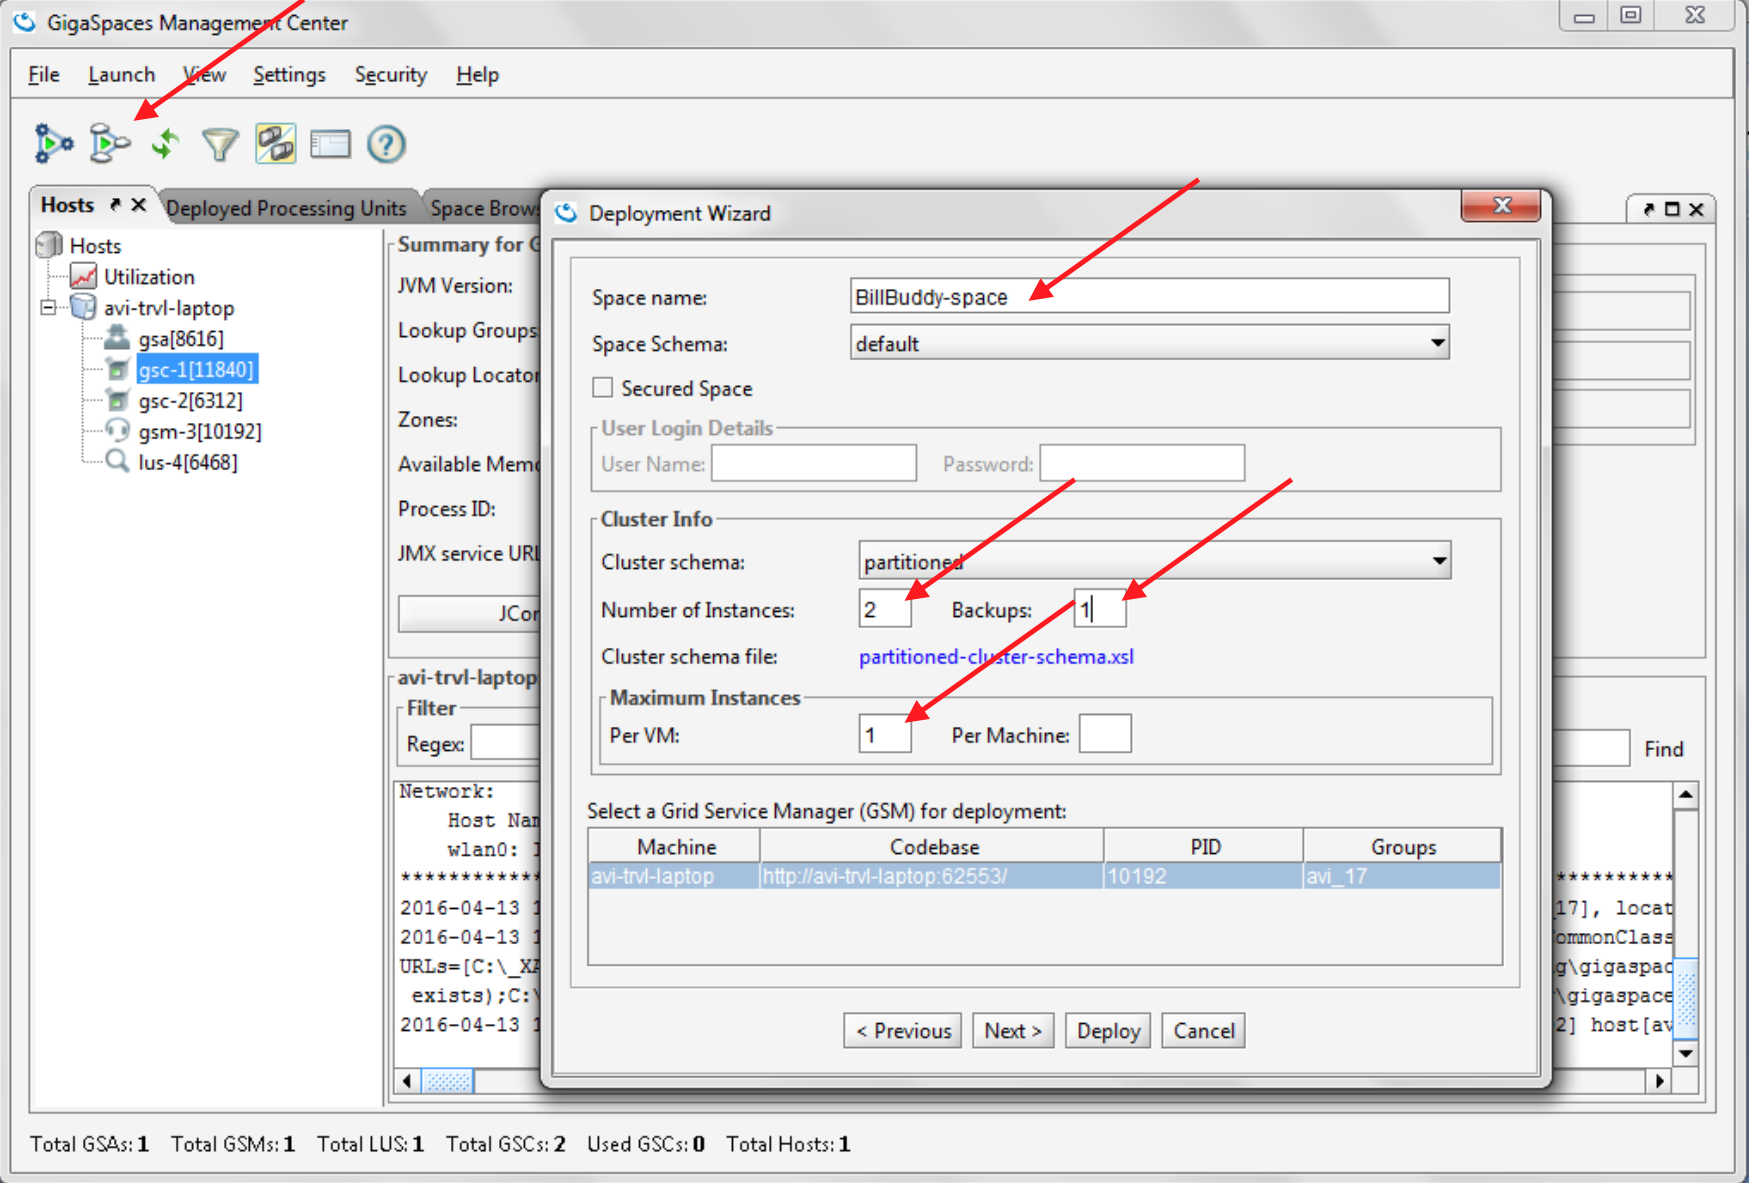 GigaSpaces Management Center
File Launch View Settings Security Help
Hosts Deployed Processing Units Space Brows
Hosts
Utilization
avi-trvl-laptop
gsa[8616]
gsc-1[11840]
gsc-2[6312]
gsm-3[10192]
lus-4[6468]
Summary for G
JVM Version:
Lookup Groups:
Lookup Locator
Zones:
Available Memo
Process ID:
JMX service URL
JCon
avi-trvl-laptop
Filter
Regex:
Find
Network:
Host Nam
wlan0:
************
2016-04-13 1
2016-04-13 1
URLs=[C:\_XA
exists);C:\
2016-04-13 1
**********
17], locat
ommonClass
g\gigaspac
\gigaspace
2] host[av
Deployment Wizard
Space name: BillBuddy-space
Space Schema: default
Secured Space
User Login Details
User Name: Password:
Cluster Info
Cluster schema: partitioned
Number of Instances: 2 Backups: 1
Cluster schema file: partitioned-cluster-schema.xsl
Maximum Instances
Per VM: 1 Per Machine:
Select a Grid Service Manager (GSM) for deployment:
Machine Codebase PID Groups
avi-trvl-laptop http://avi-trvl-laptop:62553/ 10192 avi_17
< Previous Next > Deploy Cancel
Total GSAs: 1 Total GSMs: 1 Total LUS: 1 Total GSCs: 2 Used GSCs: 0 Total Hosts: 1